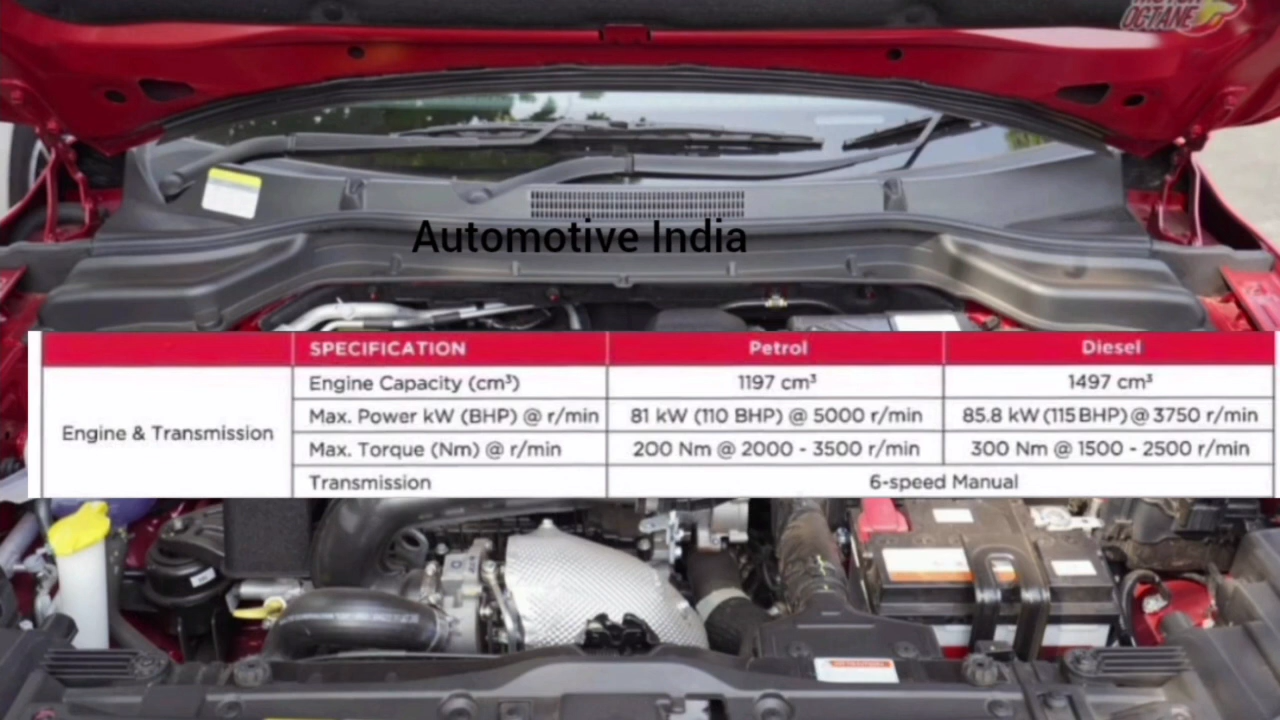 MOTOR
OCTANE
Automotive India
SPECIFICATION Petrol Diesel
Engine & Transmission
Engine Capacity (cm³) 1197 cm³ 1497 cm³
Max. Power kW (BHP) @ r/min 81 kW (110 BHP) @ 5000 r/min 85.8 kW (115 BHP) @ 3750 r/min
Max. Torque (Nm) @ r/min 200 Nm @ 2000 - 3500 r/min 300 Nm @ 1500 - 2500 r/min
Transmission 6-speed Manual